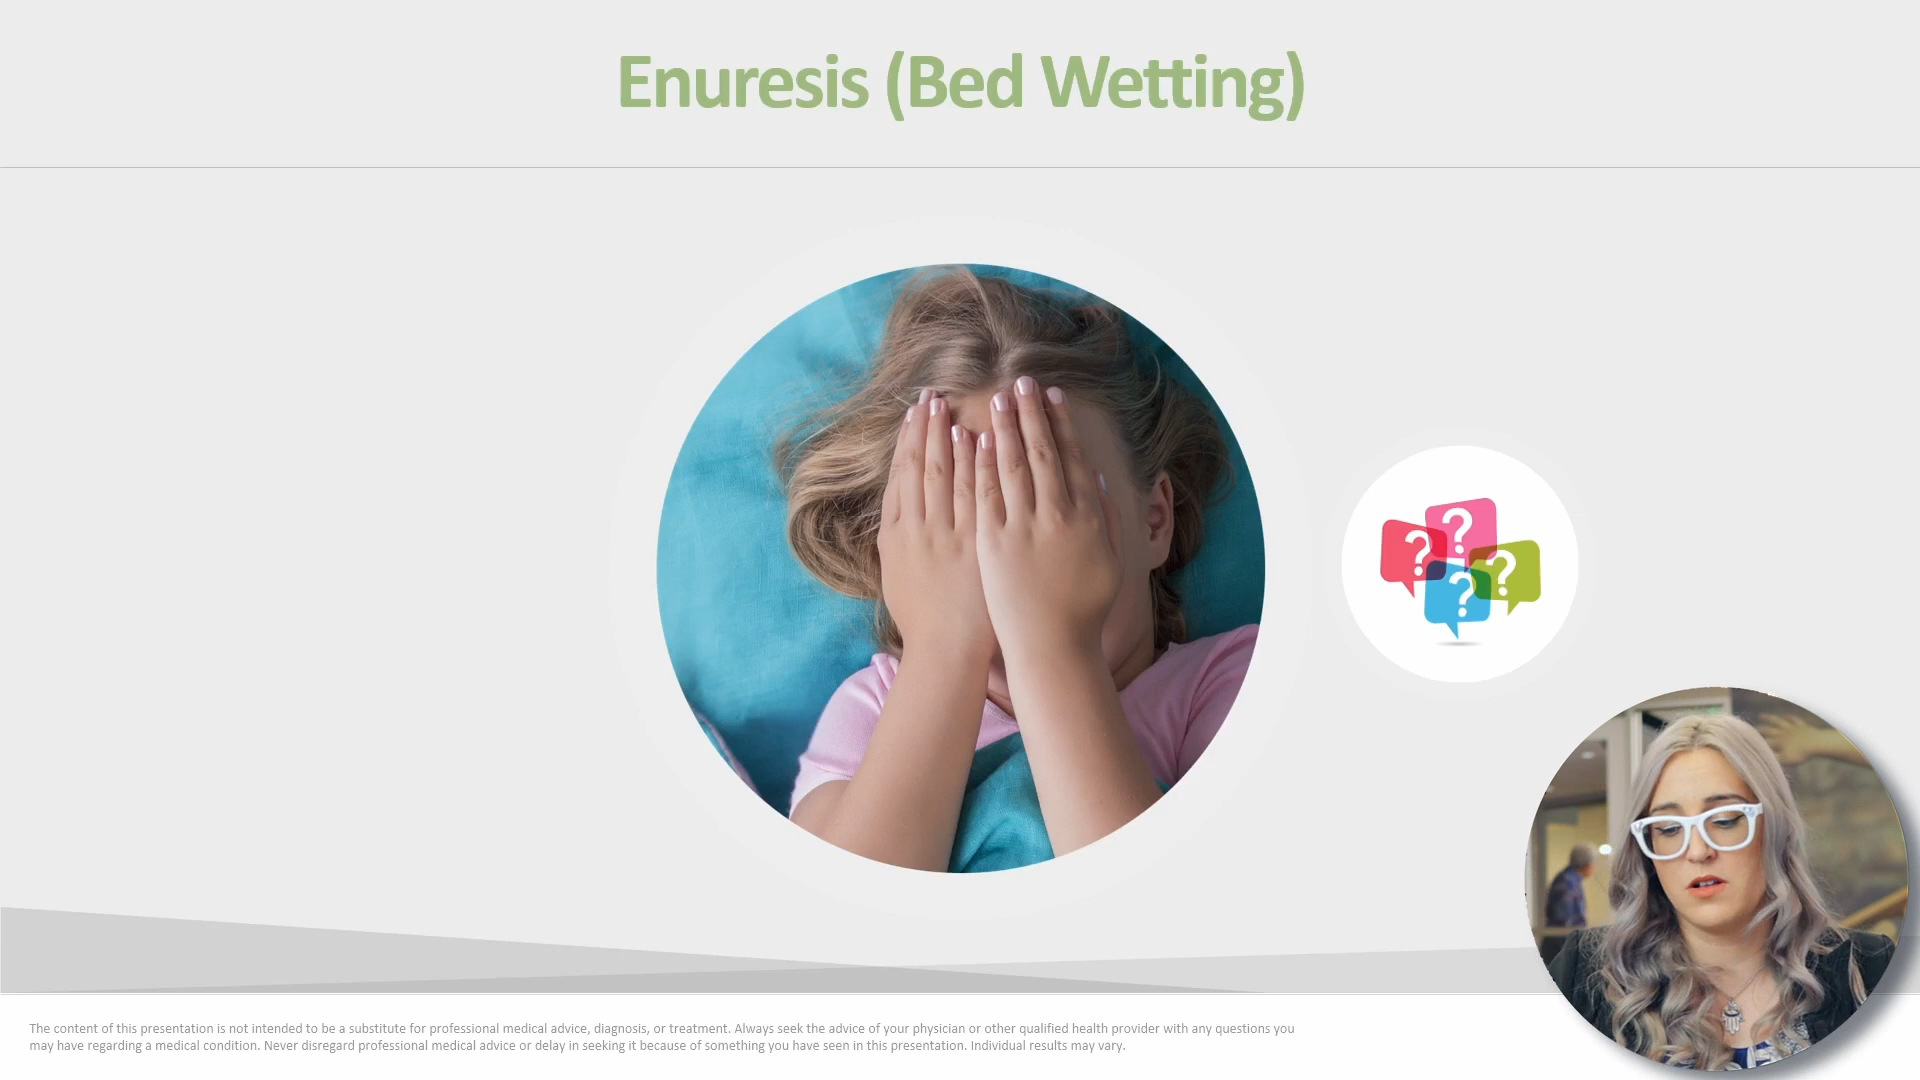 Enuresis (Bed Wetting)
? ? ? ?
The content of this presentation is not intended to be a substitute for professional medical advice, diagnosis, or treatment. Always seek the advice of your physician or other qualified health provider with any questions you
may have regarding a medical condition. Never disregard professional medical advice or delay in seeking it because of something you have seen in this presentation. Individual results may vary.